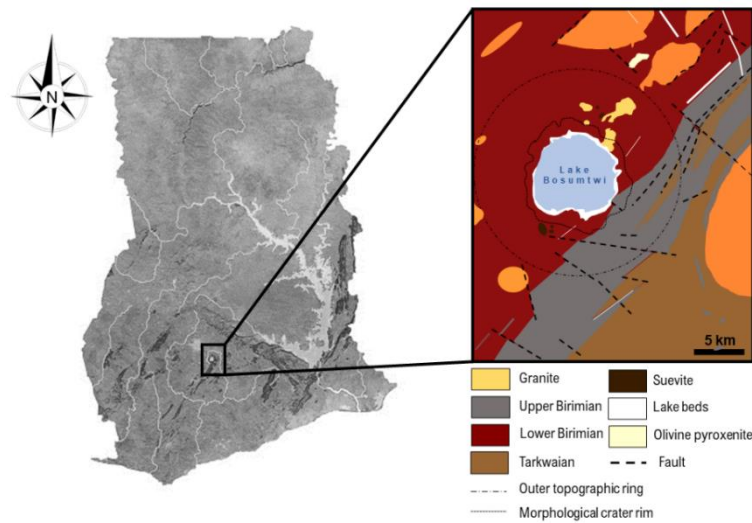 N
Lake
Bosumtwi
5 km
Granite
Suevite
Upper Birimian
Lake beds
Lower Birimian
Olivine pyroxenite
Tarkwaian
Fault
Outer topographic ring
Morphological crater rim